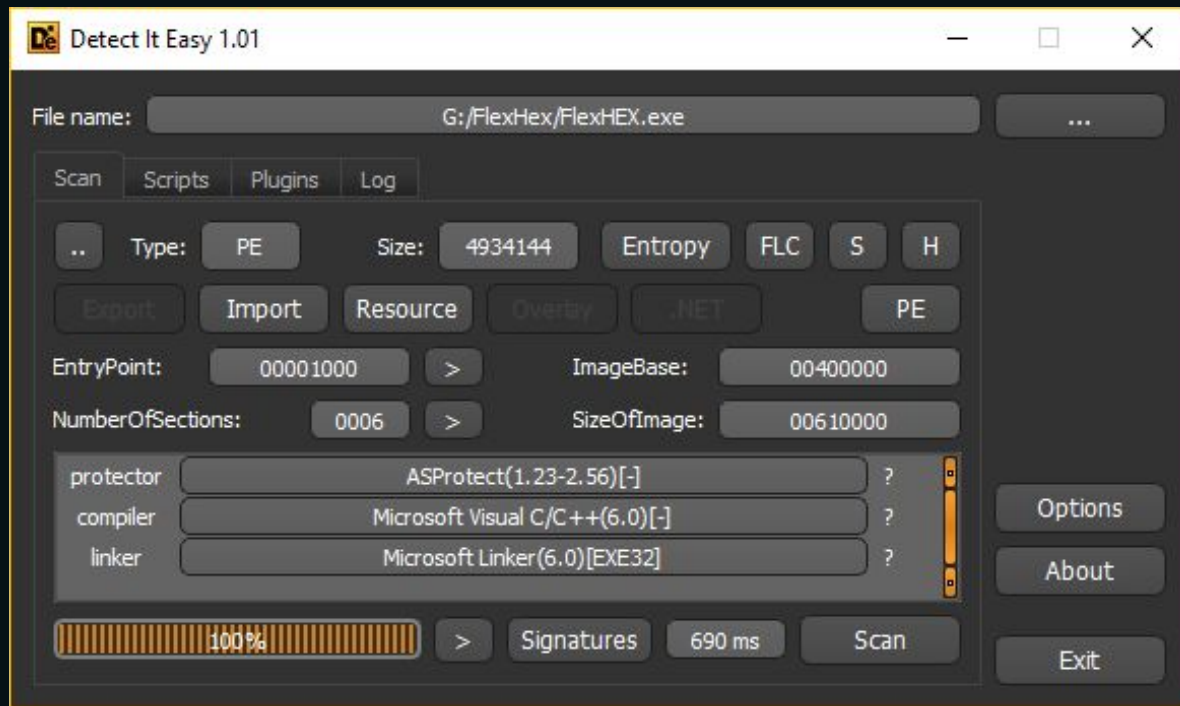 Detect It Easy 1.01
File name: G:/FlexHex/FlexHEX.exe ...
Scan Scripts Plugins Log
.. Type: PE Size: 4934144 Entropy FLC S H
Export Import Resource Overlay .NET PE
EntryPoint: 00001000 > ImageBase: 00400000
NumberOfSections: 0006 > SizeOfImage: 00610000
protector ASProtect(1.23-2.56)[-] ?
compiler Microsoft Visual C/C++(6.0)[-] ?
Options
linker Microsoft Linker(6.0)[EXE32] ?
About
100% > Signatures 690 ms Scan
Exit